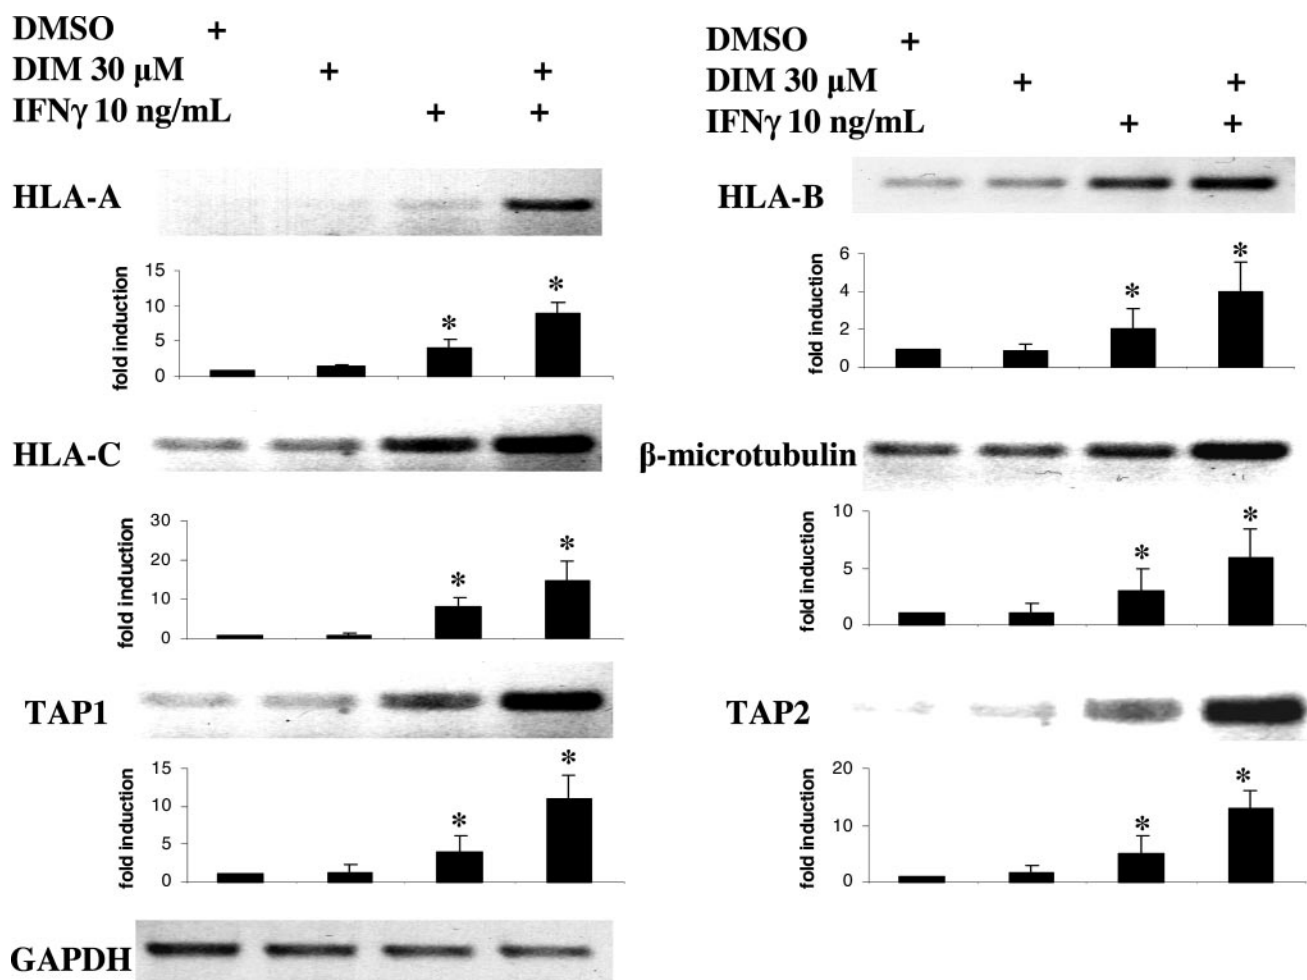 DMSO +
DIM 30 µM + +
IFNγ 10 ng/mL + +
HLA-A
fold induction
15
10
5
0
* *
HLA-C
fold induction
30
20
10
0
* *
TAP1
fold induction
15
10
5
0
* *
GAPDH
DMSO +
DIM 30 µM + +
IFNγ 10 ng/mL + +
HLA-B
fold induction
6
4
2
0
* *
β-microtubulin
fold induction
10
5
0
* *
TAP2
fold induction
20
10
0
* *